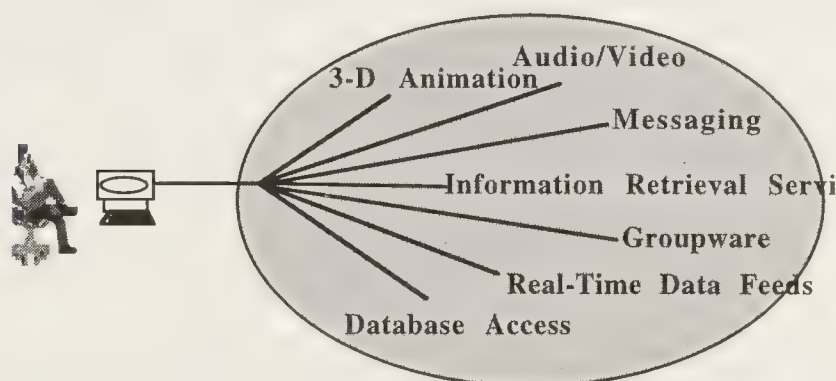 Audio/Video
3-D Animation
Messaging
Information Retrieval Servi
Groupware
Real-Time Data Feeds
Database Access